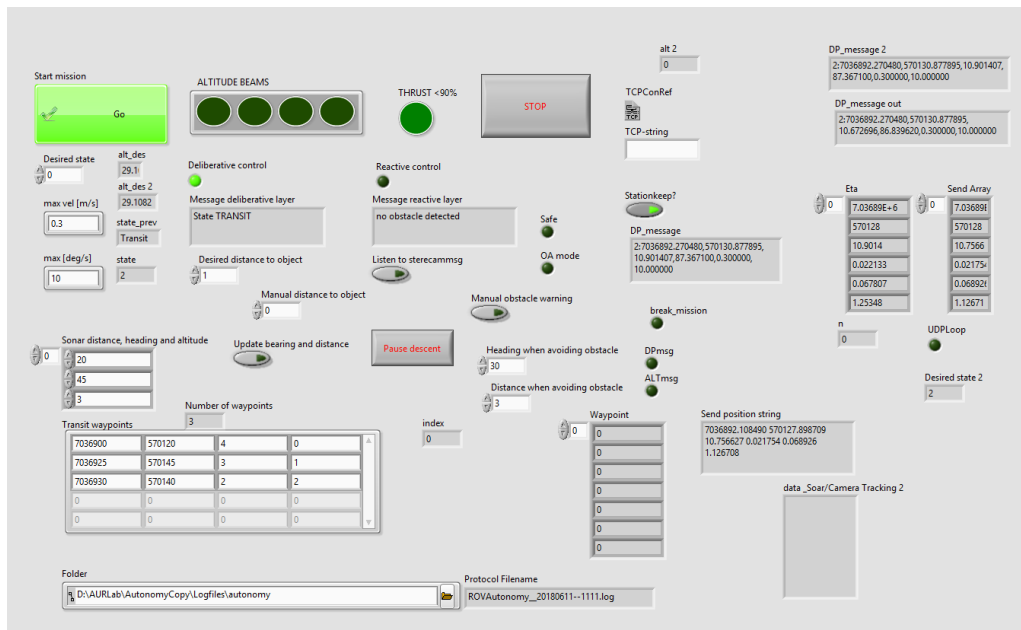 alt 2
0
DP_message 2
2:7036892.270480,570130.877895,10.901407,
87.367100,0.300000,10.000000
Start mission
Go
ALTITUDE BEAMS
THRUST <90%
STOP
TCPConRef
TCP
TCP-string
DP_message out
2:7036892.270480,570130.877895,
10.672696,86.839620,0.300000,10.000000
Desired state
0
alt_des
29.1
alt_des 2
29.1082
Deliberative control
Reactive control
max vel [m/s]
0.3
state_prev
Transit
Message deliberative layer
State TRANSIT
Message reactive layer
no obstacle detected
Safe
OA mode
Stationkeep?
DP_message
2:7036892.270480,570130.877895,
10.901407,87.367100,0.300000,
10.000000
Eta
0
7.03689E+6
570128
10.9014
0.022133
0.067807
1.25348
Send Array
0
7.03689E
570128
10.7566
0.021754
0.068926
1.12671
max [deg/s]
10
state
2
Desired distance to object
1
Listen to sterecammsg
Manual distance to object
0
Manual obstacle warning
break_mission
n
0
UDPLoop
Sonar distance, heading and altitude
0
20
45
3
Update bearing and distance
Pause descent
Heading when avoiding obstacle
30
DPmsg
ALTmsg
Distance when avoiding obstacle
3
Desired state 2
2
Number of waypoints
3
Transit waypoints
7036900 570120 4 0
7036925 570145 3 1
7036930 570140 2 2
0 0 0 0
0 0 0 0
index
0
Waypoint
0
0
0
0
0
0
0
0
Send position string
7036892.108490 570127.898709
10.756627 0.021754 0.068926
1.126708
data _Soar/Camera Tracking 2
Folder
D:\AURLab\AutonomyCopy\Logfiles\autonomy
Protocol Filename
ROVAutonomy__20180611--1111.log